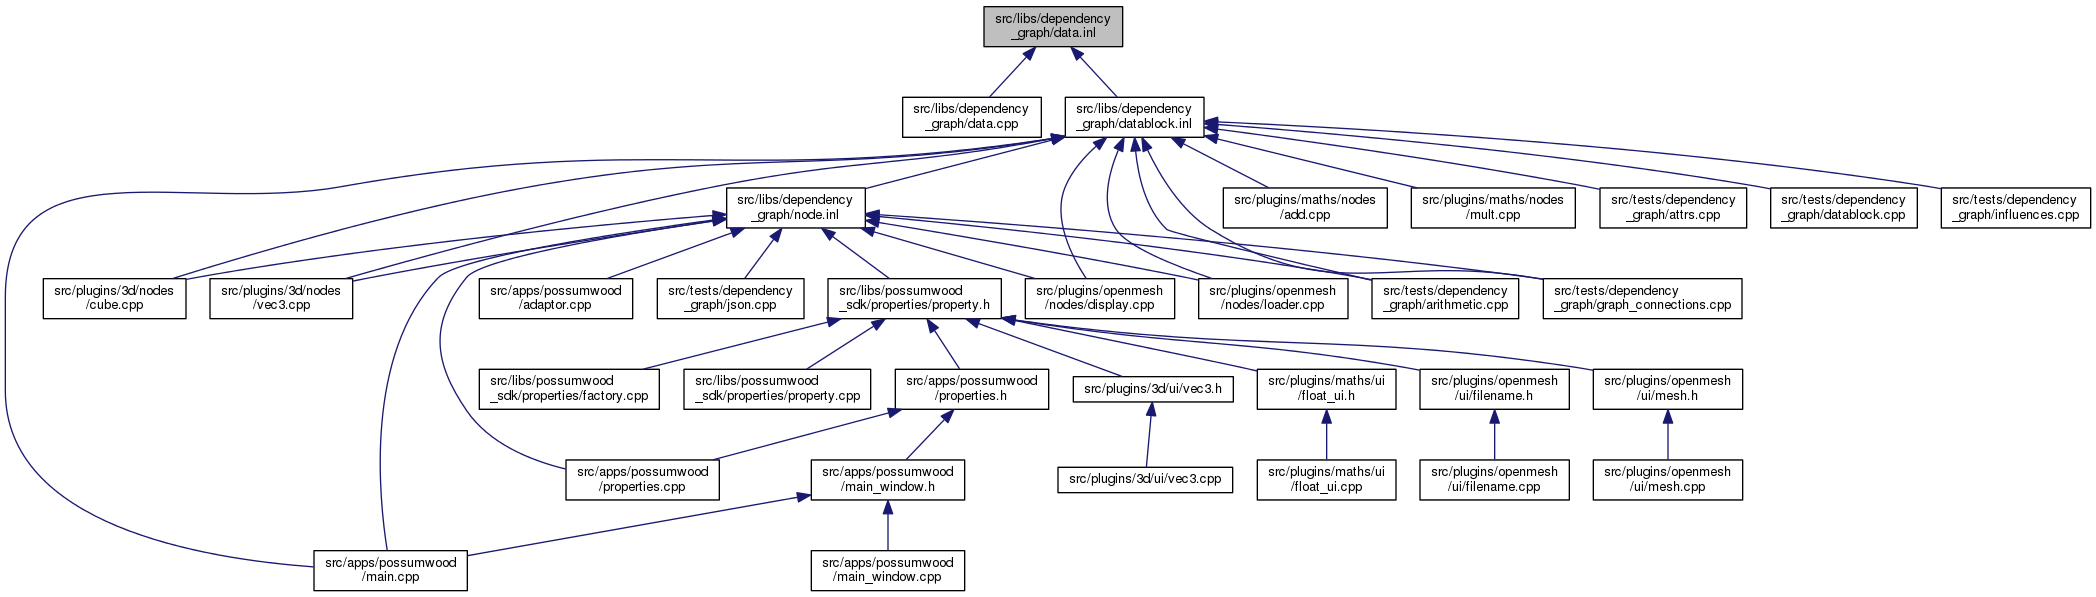 src/libs/dependency
_graph/data.inl
src/libs/dependency
_graph/data.cpp
src/libs/dependency
_graph/datablock.inl
src/libs/dependency
_graph/node.inl
src/plugins/maths/nodes
/add.cpp
src/plugins/maths/nodes
/mult.cpp
src/tests/dependency
_graph/attrs.cpp
src/tests/dependency
_graph/datablock.cpp
src/tests/dependency
_graph/influences.cpp
src/plugins/3d/nodes
/cube.cpp
src/plugins/3d/nodes
/vec3.cpp
src/apps/possumwood
/adaptor.cpp
src/tests/dependency
_graph/json.cpp
src/libs/possumwood
_sdk/properties/property.h
src/plugins/openmesh
/nodes/display.cpp
src/plugins/openmesh
/nodes/loader.cpp
src/tests/dependency
_graph/arithmetic.cpp
src/tests/dependency
_graph/graph_connections.cpp
src/libs/possumwood
_sdk/properties/factory.cpp
src/libs/possumwood
_sdk/properties/property.cpp
src/apps/possumwood
/properties.h
src/plugins/3d/ui/vec3.h
src/plugins/maths/ui
/float_ui.h
src/plugins/openmesh
/ui/filename.h
src/plugins/openmesh
/ui/mesh.h
src/apps/possumwood
/properties.cpp
src/apps/possumwood
/main_window.h
src/plugins/3d/ui/vec3.cpp
src/plugins/maths/ui
/float_ui.cpp
src/plugins/openmesh
/ui/filename.cpp
src/plugins/openmesh
/ui/mesh.cpp
src/apps/possumwood
/main.cpp
src/apps/possumwood
/main_window.cpp